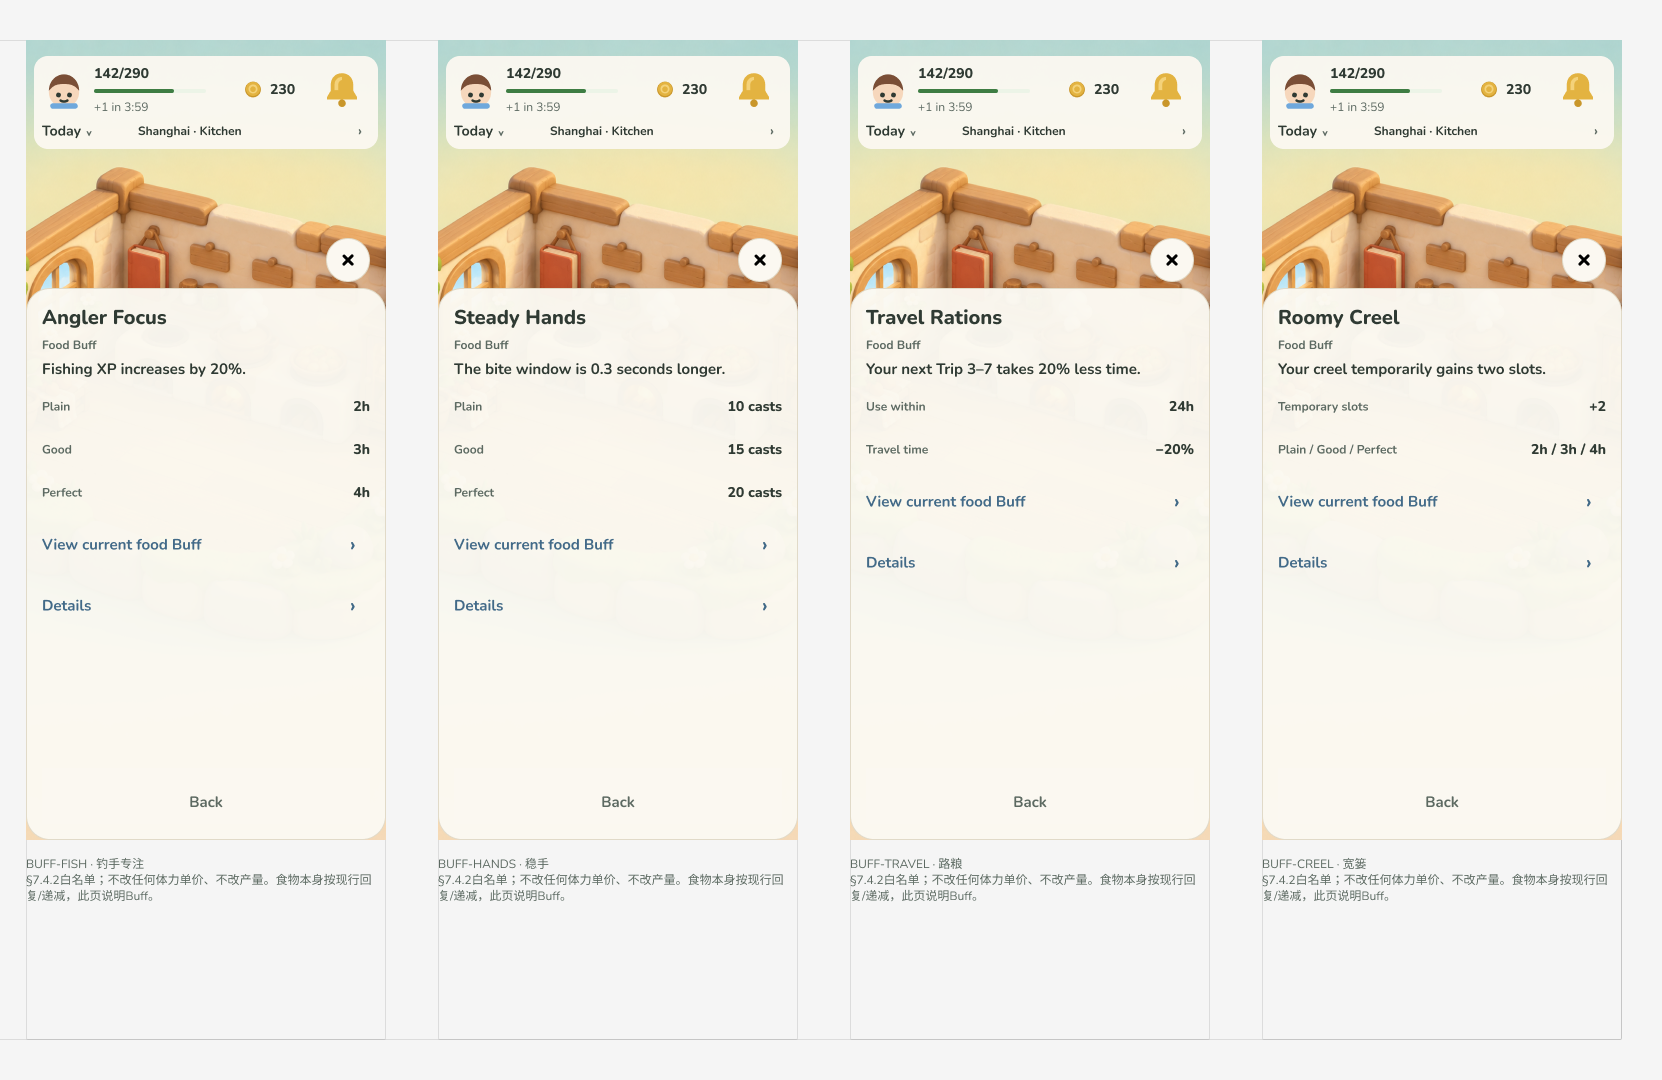 142/290
230
+1 in 3:59
Today ˅
Shanghai · Kitchen
›
Angler Focus
Food Buff
Fishing XP increases by 20%.
Plain 2h
Good 3h
Perfect 4h
View current food Buff ›
Details ›
Back
BUFF-FISH · 钓手专注
§7.4.2白名单；不改任何体力单价、不改产量。食物本身按现行回
复/递减，此页说明Buff。
142/290
230
+1 in 3:59
Today ˅
Shanghai · Kitchen
›
Steady Hands
Food Buff
The bite window is 0.3 seconds longer.
Plain 10 casts
Good 15 casts
Perfect 20 casts
View current food Buff ›
Details ›
Back
BUFF-HANDS · 稳手
§7.4.2白名单；不改任何体力单价、不改产量。食物本身按现行回
复/递减，此页说明Buff。
142/290
230
+1 in 3:59
Today ˅
Shanghai · Kitchen
›
Travel Rations
Food Buff
Your next Trip 3–7 takes 20% less time.
Use within 24h
Travel time −20%
View current food Buff ›
Details ›
Back
BUFF-TRAVEL · 路粮
§7.4.2白名单；不改任何体力单价、不改产量。食物本身按现行回
复/递减，此页说明Buff。
142/290
230
+1 in 3:59
Today ˅
Shanghai · Kitchen
›
Roomy Creel
Food Buff
Your creel temporarily gains two slots.
Temporary slots +2
Plain / Good / Perfect 2h / 3h / 4h
View current food Buff ›
Details ›
Back
BUFF-CREEL · 宽篓
§7.4.2白名单；不改任何体力单价、不改产量。食物本身按现行回
复/递减，此页说明Buff。